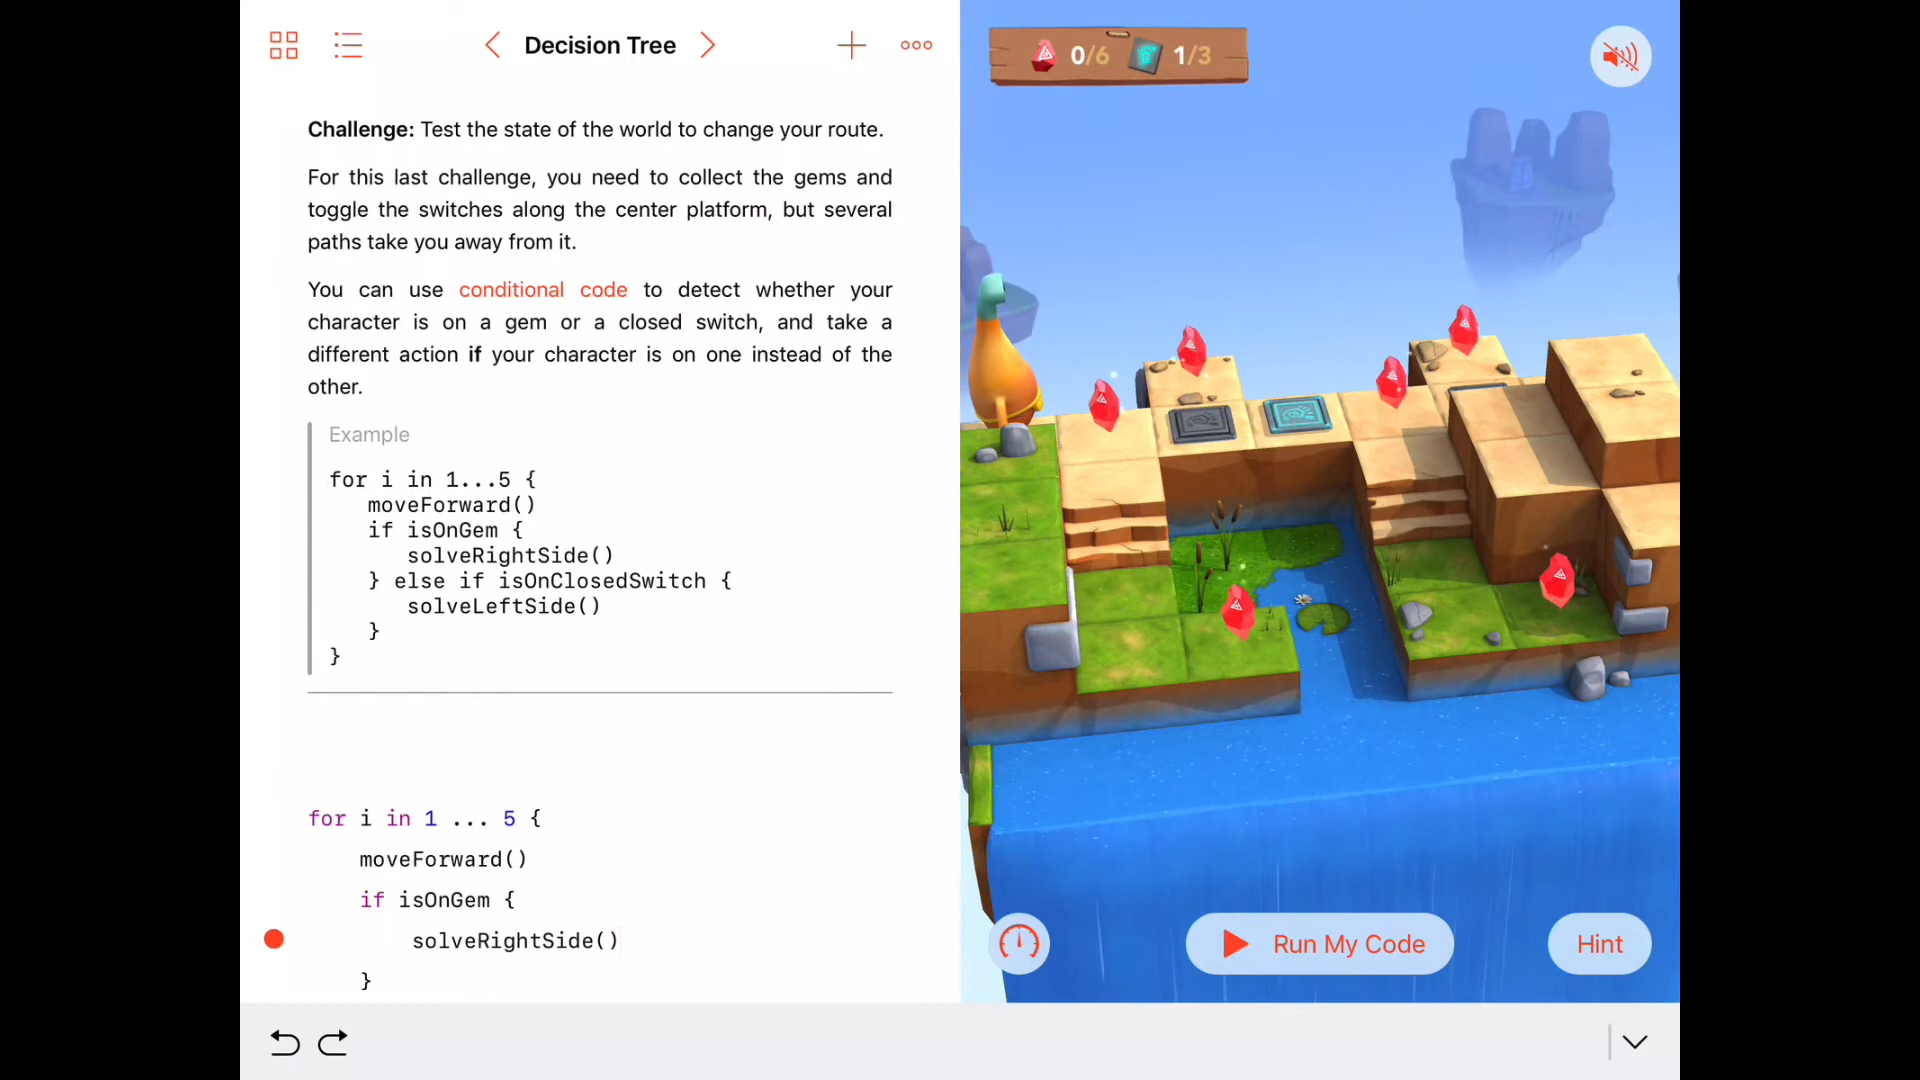 Decision Tree
0/6
1/3
Challenge: Test the state of the world to change your route.
For this last challenge, you need to collect the gems and
toggle the switches along the center platform, but several
paths take you away from it.
You can use conditional code to detect whether your
character is on a gem or a closed switch, and take a
different action if your character is on one instead of the
other.
Example
for i in 1...5 {
moveForward()
if isOnGem {
solveRightSide()
} else if isOnClosedSwitch {
solveLeftSide()
}
}
for i in 1 ... 5 {
moveForward()
if isOnGem {
solveRightSide()
}
Run My Code
Hint